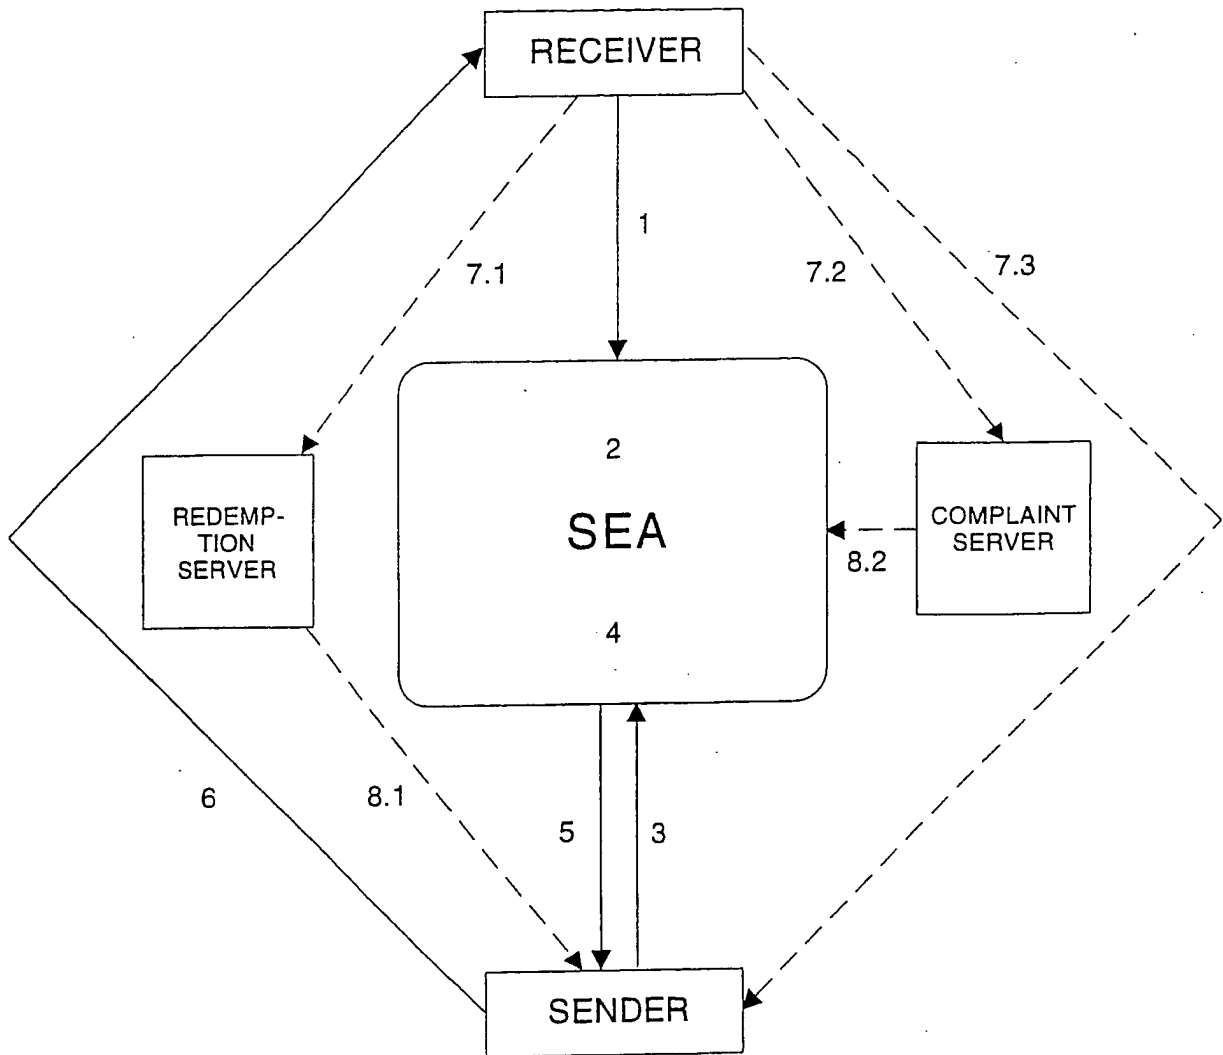 RECEIVER
1
7.1
7.2
7.3
2
SEA
4
REDEMP-
TION
SERVER
COMPLAINT
SERVER
8.2
6
8.1
5
3
SENDER